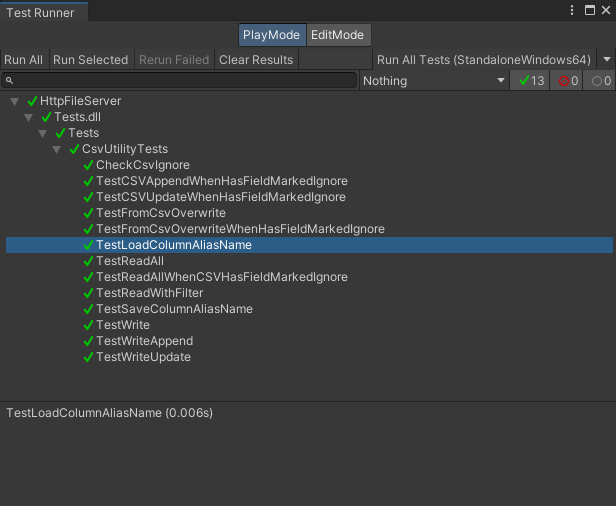 Test Runner
PlayMode EditMode
Run All Run Selected Rerun Failed Clear Results Run All Tests (StandaloneWindows64)
Nothing 13 0 0
HttpFileServer
Tests.dll
Tests
CsvUtilityTests
CheckCsvIgnore
TestCSVAppendWhenHasFieldMarkedIgnore
TestCSVUpdateWhenHasFieldMarkedIgnore
TestFromCsvOverwrite
TestFromCsvOverwriteWhenHasFieldMarkedIgnore
TestLoadColumnAliasName
TestReadAll
TestReadAllWhenCSVHasFieldMarkedIgnore
TestReadWithFilter
TestSaveColumnAliasName
TestWrite
TestWriteAppend
TestWriteUpdate
TestLoadColumnAliasName (0.006s)